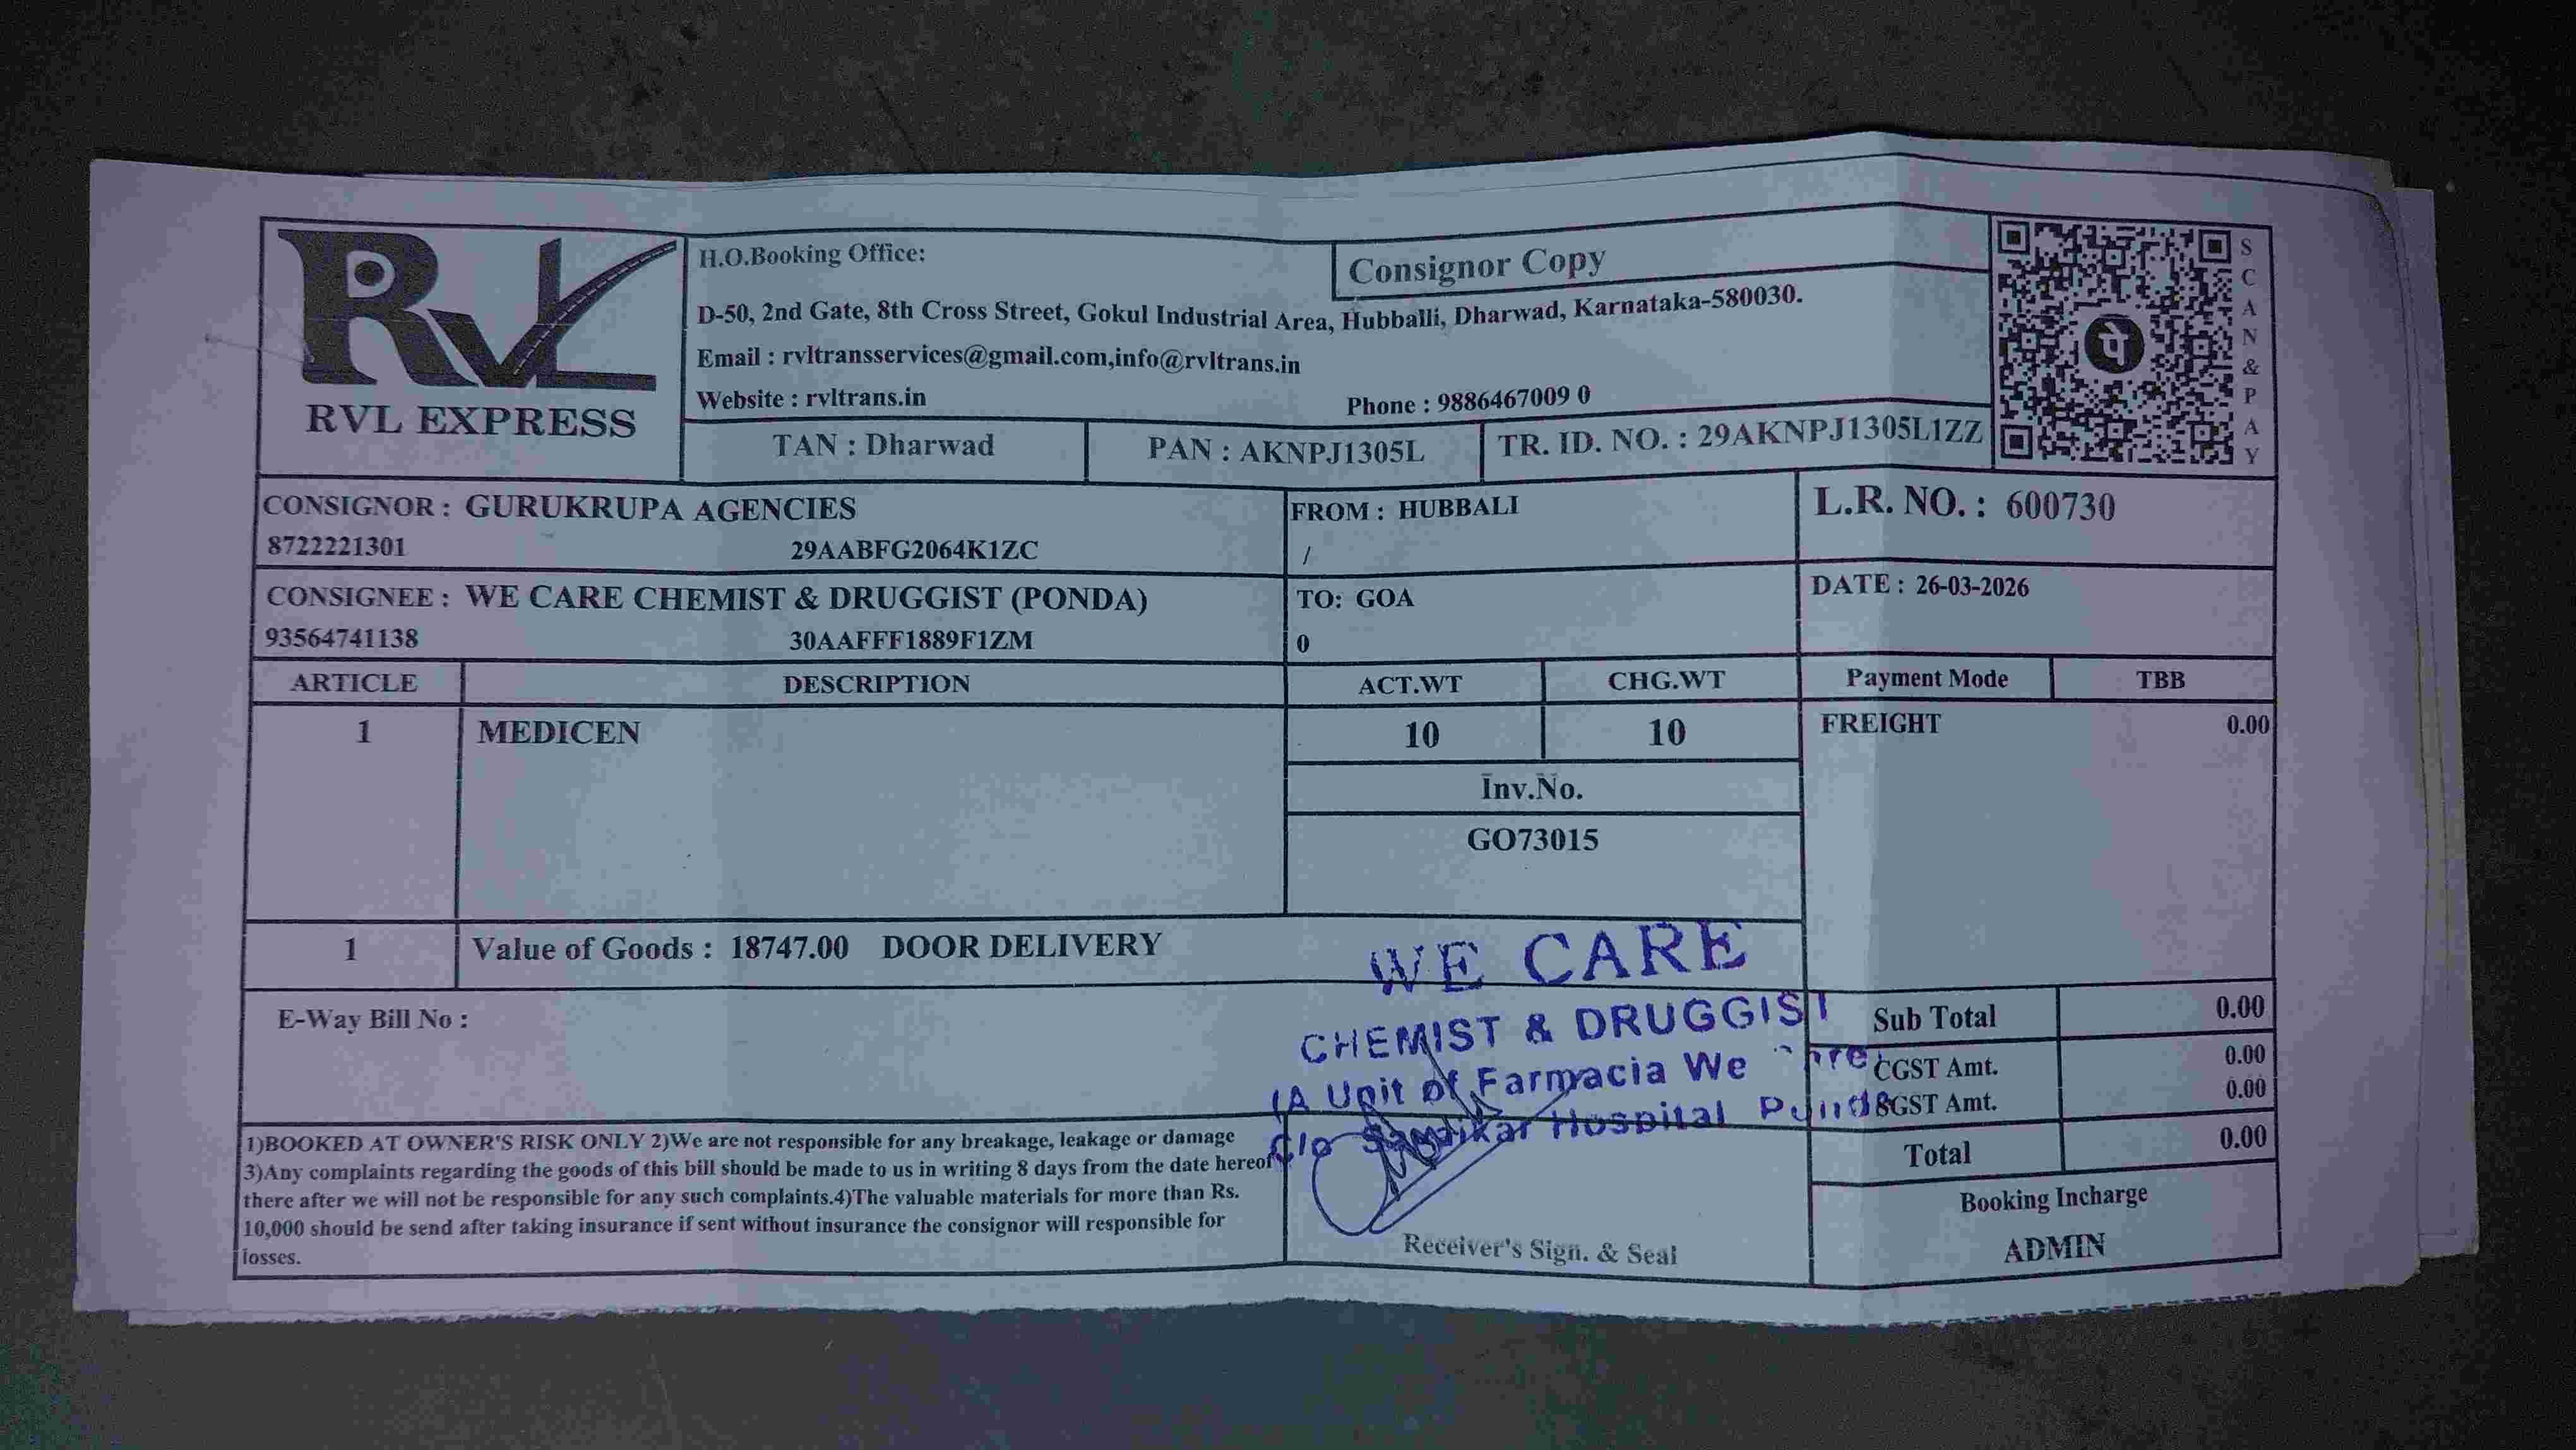 RVL
RVL EXPRESS
H.O.Booking Office:
Consignor Copy
D-50, 2nd Gate, 8th Cross Street, Gokul Industrial Area, Hubballi, Dharwad, Karnataka-580030.
Email : rvltransservices@gmail.com,info@rvltrans.in
Website : rvltrans.in
Phone : 9886467009 0
TAN : Dharwad
PAN : AKNPJ1305L
TR. ID. NO. : 29AKNPJ1305L1ZZ
पे
SCAN&PAY
CONSIGNOR : GURUKRUPA AGENCIES
8722221301 29AABFG2064K1ZC
FROM : HUBBALI
/
L.R. NO. : 600730
CONSIGNEE : WE CARE CHEMIST & DRUGGIST (PONDA)
93564741138 30AAFFF1889F1ZM
TO: GOA
0
DATE : 26-03-2026
ARTICLE DESCRIPTION ACT.WT CHG.WT Payment Mode TBB
1 MEDICEN 10 10 FREIGHT 0.00
Inv.No.
GO73015
1 Value of Goods : 18747.00 DOOR DELIVERY
E-Way Bill No :
WE CARE
CHEMIST & DRUGGIST
(A Unit of Farmacia We
C/o Hospital
Sub Total 0.00
CGST Amt. 0.00
SGST Amt. 0.00
Total 0.00
1)BOOKED AT OWNER'S RISK ONLY 2)We are not responsible for any breakage, leakage or damage
3)Any complaints regarding the goods of this bill should be made to us in writing 8 days from the date hereof
there after we will not be responsible for any such complaints.4)The valuable materials for more than Rs.
10,000 should be send after taking insurance if sent without insurance the consignor will responsible for
losses.
Receiver's Sign. & Seal
Booking Incharge
ADMIN